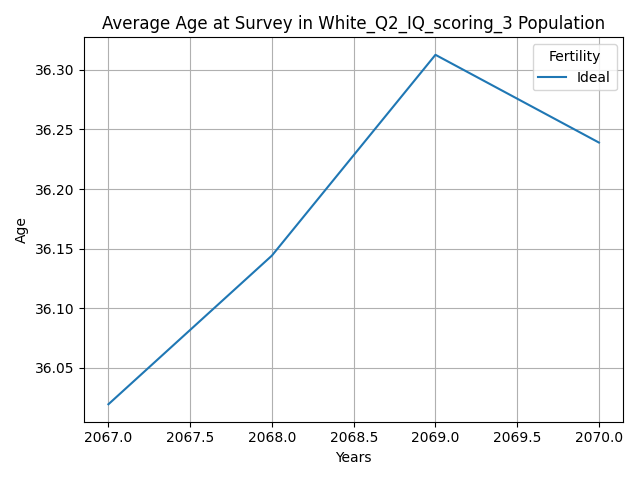 Average Age at Survey in White_Q2_IQ_scoring_3 Population
Fertility
Ideal
36.30
36.25
36.20
36.15
36.10
36.05
Age
2067.0 2067.5 2068.0 2068.5 2069.0 2069.5 2070.0
Years